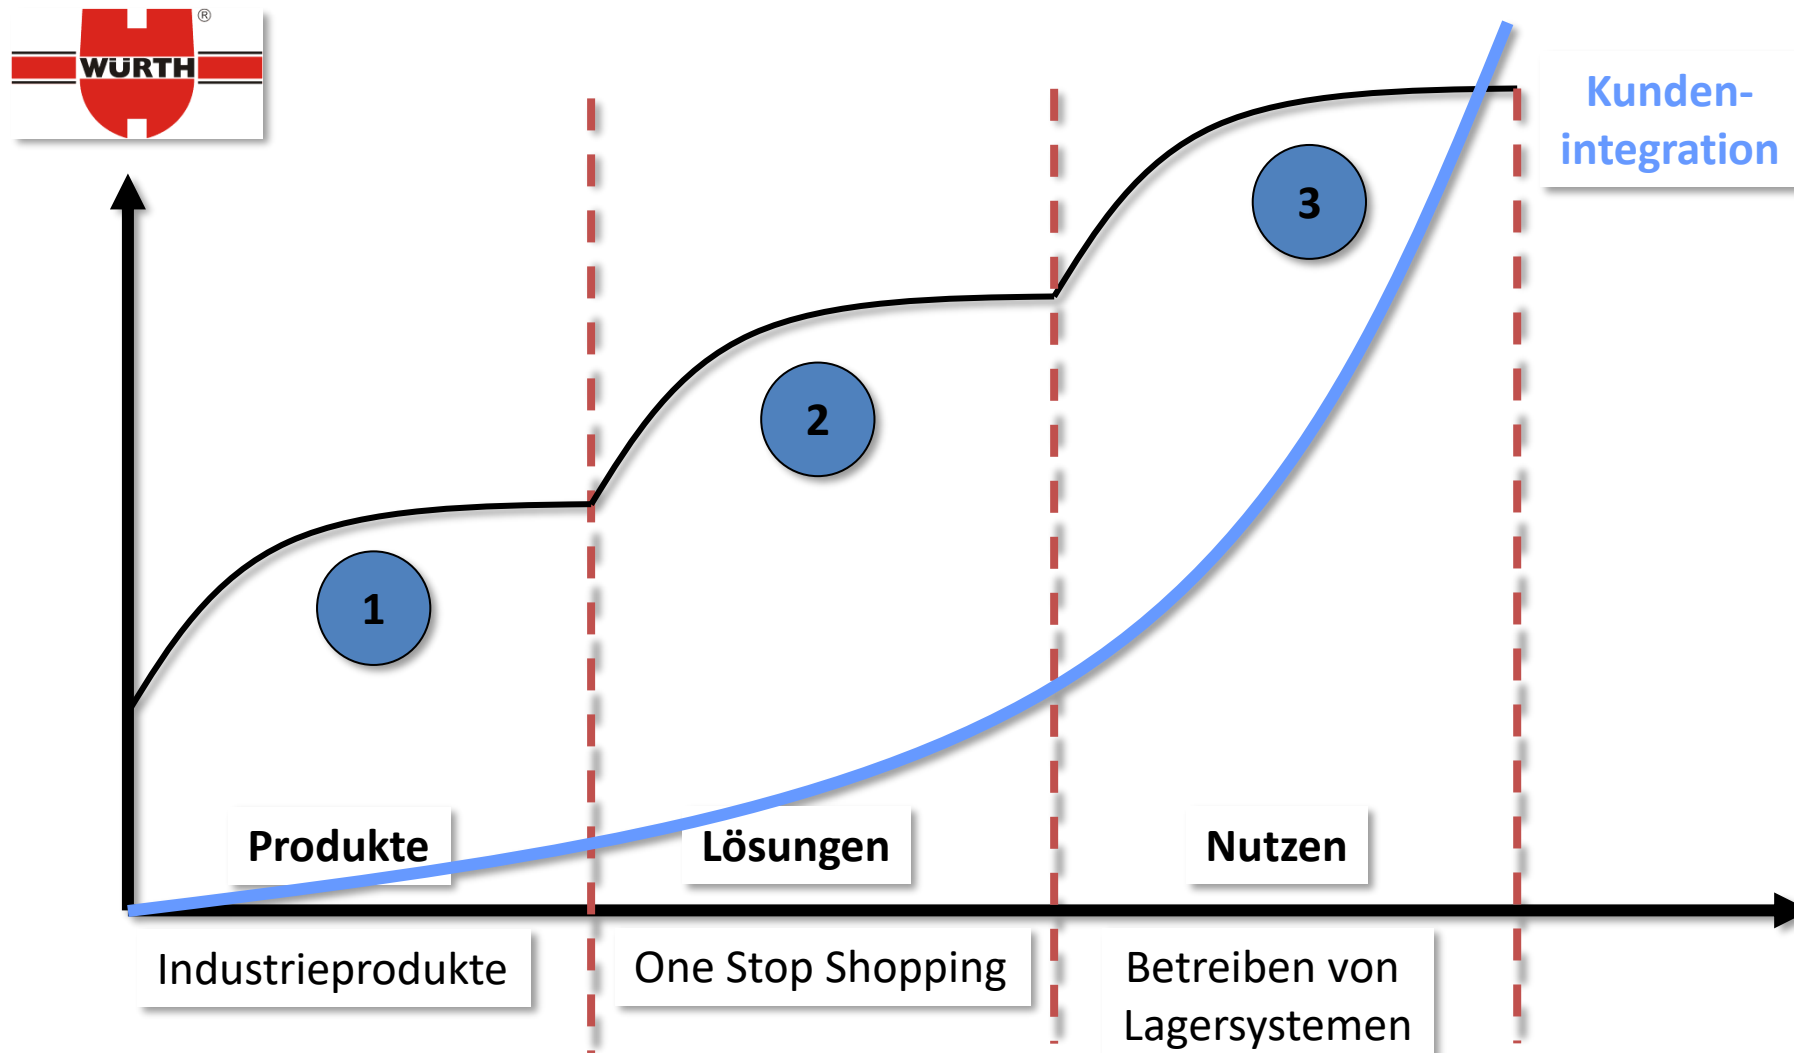 WÜRTH
®
Kunden-
integration
3
2
1
Produkte
Lösungen
Nutzen
Industrieprodukte
One Stop Shopping
Betreiben von
Lagersystemen